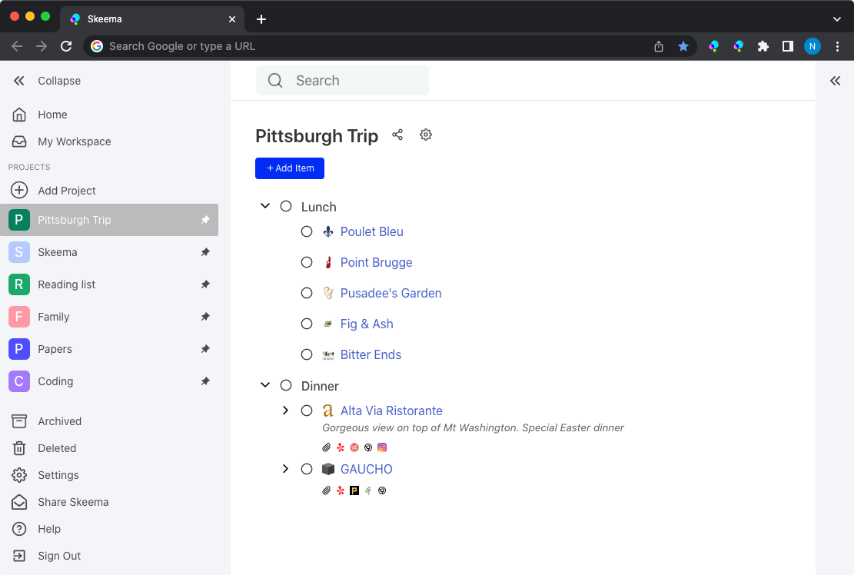 Skeema
Search Google or type a URL
N
Collapse
Search
Home
My Workspace
PROJECTS
Add Project
P Pittsburgh Trip
S Skeema
R Reading list
F Family
P Papers
C Coding
Archived
Deleted
Settings
Share Skeema
Help
Sign Out
Pittsburgh Trip
+ Add Item
Lunch
Poulet Bleu
Point Brugge
Pusadee's Garden
Fig & Ash
Bitter Ends
Dinner
a Alta Via Ristorante
Gorgeous view on top of Mt Washington. Special Easter dinner
GAUCHO
P